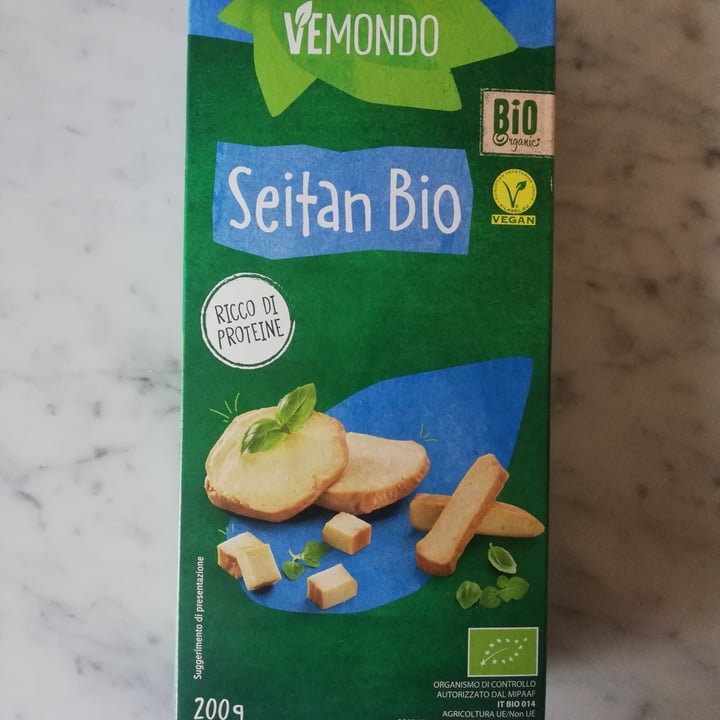 VEMONDO
BiO
Organic
Seitan Bio
VEGAN
RICCO DI
PROTEINE
Suggerimento di presentazione
ORGANISMO DI CONTROLLO
AUTORIZZATO DAL MIPAAF
IT BIO 014
AGRICOLTURA UE/Non UE
200g